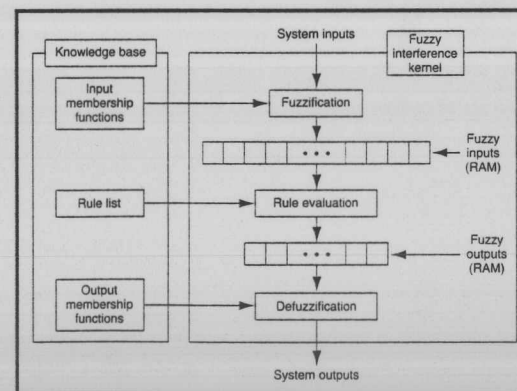 System inputs
Knowledge base
Fuzzy
interference
kernel
Input
membership
functions
Fuzzification
Fuzzy
inputs
(RAM)
Rule list
Rule evaluation
Fuzzy
outputs
(RAM)
Output
membership
functions
Defuzzification
System outputs